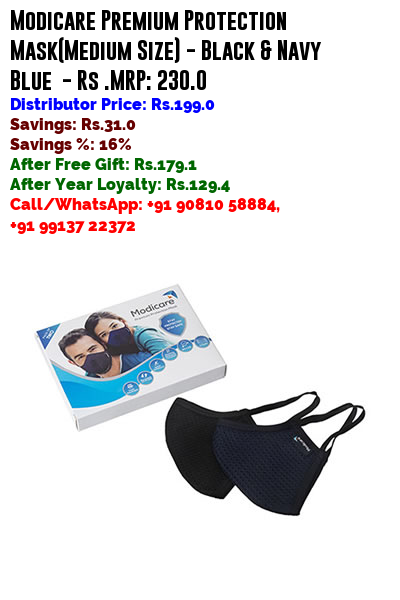 Modicare Premium Protection
Mask(Medium Size) - Black & Navy
Blue - Rs .MRP: 230.0
Distributor Price: Rs.199.0
Savings: Rs.31.0
Savings %: 16%
After Free Gift: Rs.179.1
After Year Loyalty: Rs.129.4
Call/WhatsApp: +91 90810 58884,
+91 99137 22372
Modicare
Modicare